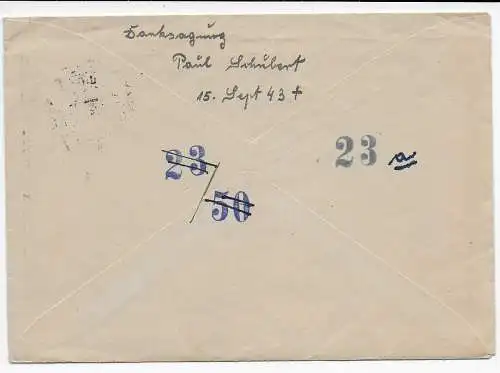 Danksagung
Paul Schubert
15. Sept 43 +
23 a
23 /
50